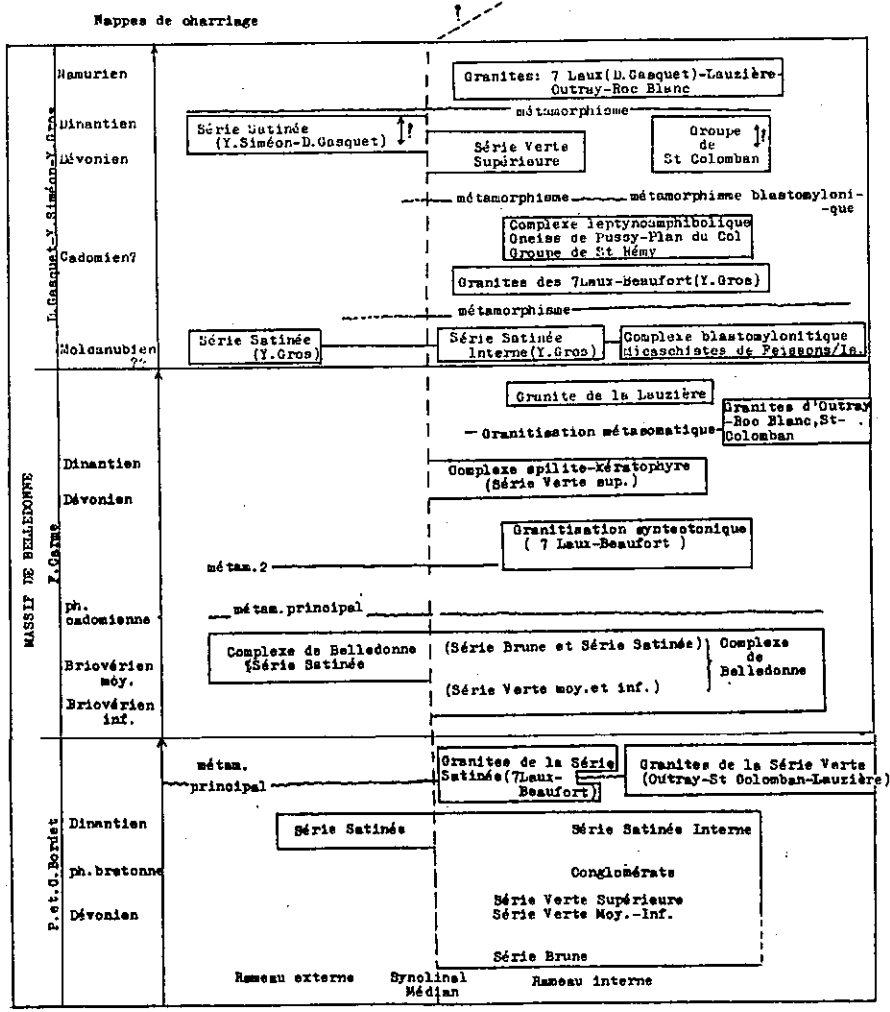 ?
Nappes de charriage
Namurien
Granites: 7 Laux(D.Gasquet)-Lauzière-
Outray-Roc Blanc
métamorphisme
Dinantien
Série Satinée
(Y.Siméon-D.Gasquet)
?
Groupe
de
St Colomban
?
Dévonien
Série Verte
Supérieure
métamorphisme
métamorphisme blastomyloni-
-que
Complexe leptynoamphibolique
Gneiss de Pussy-Plan du Col
Groupe de St Rémy
Cadomien?
Granites des 7Laux-Beaufort(Y.Gros)
métamorphisme
Moldanubien
??
Série Satinée
(Y.Gros)
Série Satinée
Interne(Y.Gros)
Complexe blastomylonitique
Micaschistes de Feissons/Is.
D.Gasquet-Y.Siméon-Y.Gros
Granite de la Lauzière
Granites d'Outray
-Roc Blanc,St-
Colomban
Granitisation métasomatique
Dinantien
Complexe spilite-kératophyre
(Série Verte sup.)
Dévonien
Granitisation syntectonique
( 7 Laux-Beaufort )
métam.2
ph.
cadomienne
métam.principal
Complexe de Belledonne
Série Satinée
(Série Brune et Série Satinée)
Complexe
de
Belledonne
Briovérien
moy.
(Série Verte moy.et inf.)
Briovérien
inf.
MASSIF DE BELLEDONNE
F.Carme
métam.
principal
Granites de la Série
Satinée(7Laux-
Beaufort)
Granites de la Série Verte
(Outray-St Colomban-Lauzière)
Dinantien
Série Satinée
Série Satinée Interne
ph.bretonne
Conglomérats
Série Verte Supérieure
Dévonien
Série Verte Moy.-Inf.
Série Brune
P.et.C.Bordet
Rameau externe
Synclinal
Médian
Rameau interne